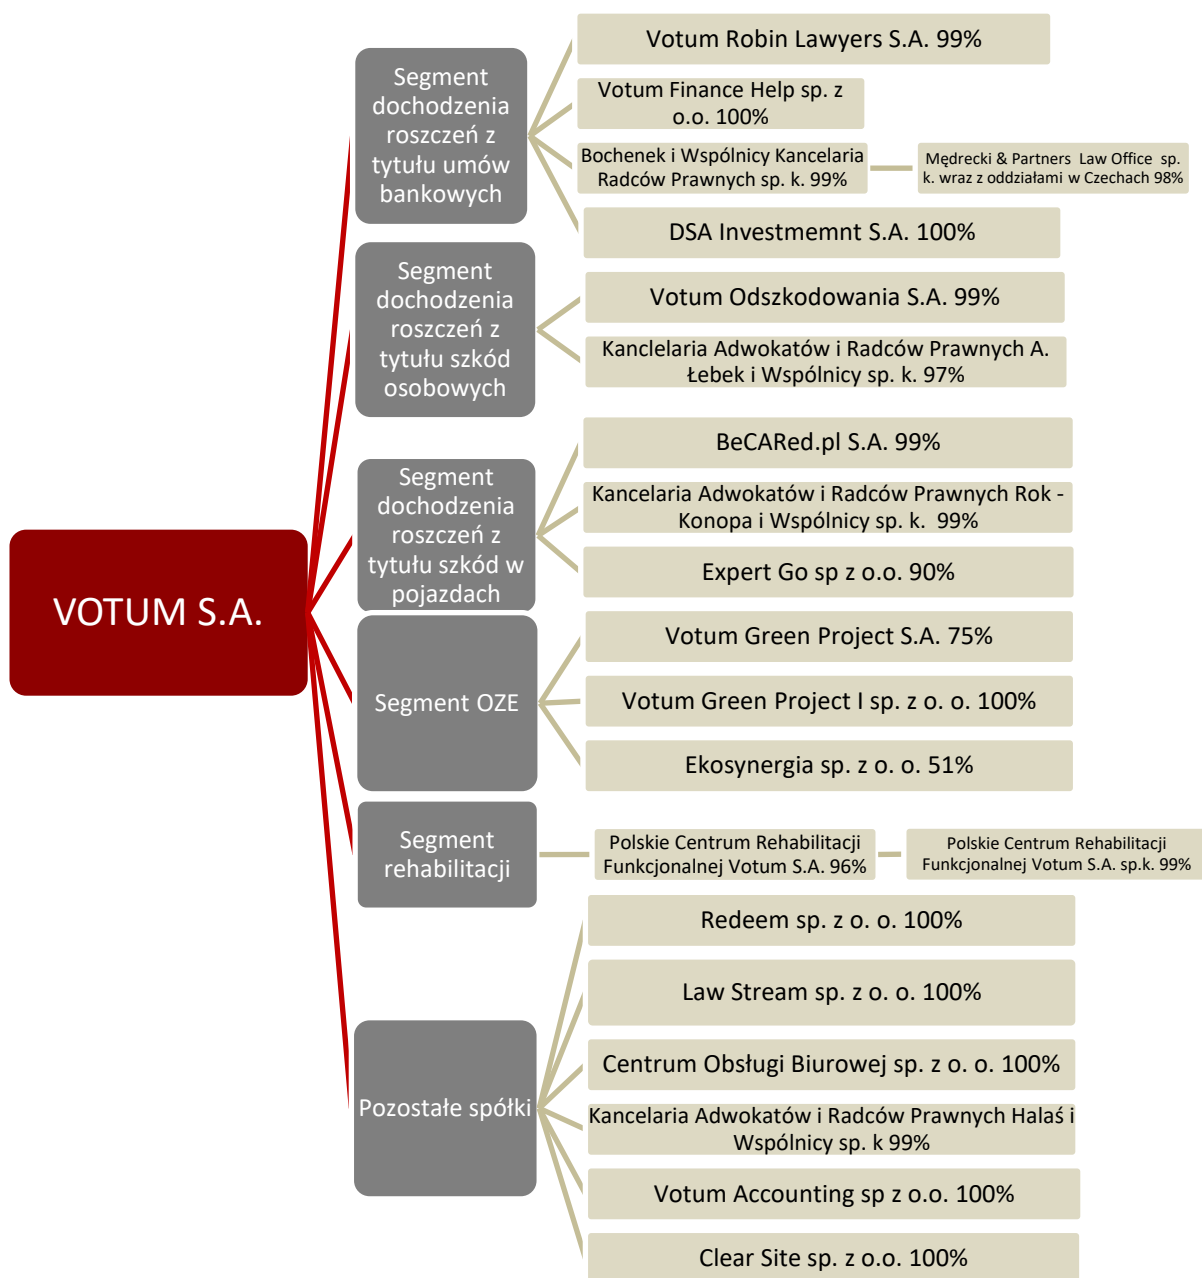 VOTUM S.A.
Segment
dochodzenia
roszczeń z
tytułu umów
bankowych
Votum Robin Lawyers S.A. 99%
Votum Finance Help sp. z
o.o. 100%
Bochenek i Wspólnicy Kancelaria
Radców Prawnych sp. k. 99%
Mędrecki & Partners  Law Office  sp.
k. wraz z oddziałami w Czechach 98%
DSA Investmemnt S.A. 100%
Segment
dochodzenia
roszczeń z
tytułu szkód
osobowych
Votum Odszkodowania S.A. 99%
Kanclelaria Adwokatów i Radców Prawnych A.
Łebek i Wspólnicy sp. k. 97%
Segment
dochodzenia
roszczeń z
tytułu szkód w
pojazdach
BeCARed.pl S.A. 99%
Kancelaria Adwokatów i Radców Prawnych Rok -
Konopa i Wspólnicy sp. k.  99%
Expert Go sp z o.o. 90%
Segment OZE
Votum Green Project S.A. 75%
Votum Green Project I sp. z o. o. 100%
Ekosynergia sp. z o. o. 51%
Segment
rehabilitacji
Polskie Centrum Rehabilitacji
Funkcjonalnej Votum S.A. 96%
Polskie Centrum Rehabilitacji
Funkcjonalnej Votum S.A. sp.k. 99%
Pozostałe spółki
Redeem sp. z o. o. 100%
Law Stream sp. z o. o. 100%
Centrum Obsługi Biurowej sp. z o. o. 100%
Kancelaria Adwokatów i Radców Prawnych Halaś i
Wspólnicy sp. k 99%
Votum Accounting sp z o.o. 100%
Clear Site sp. z o.o. 100%